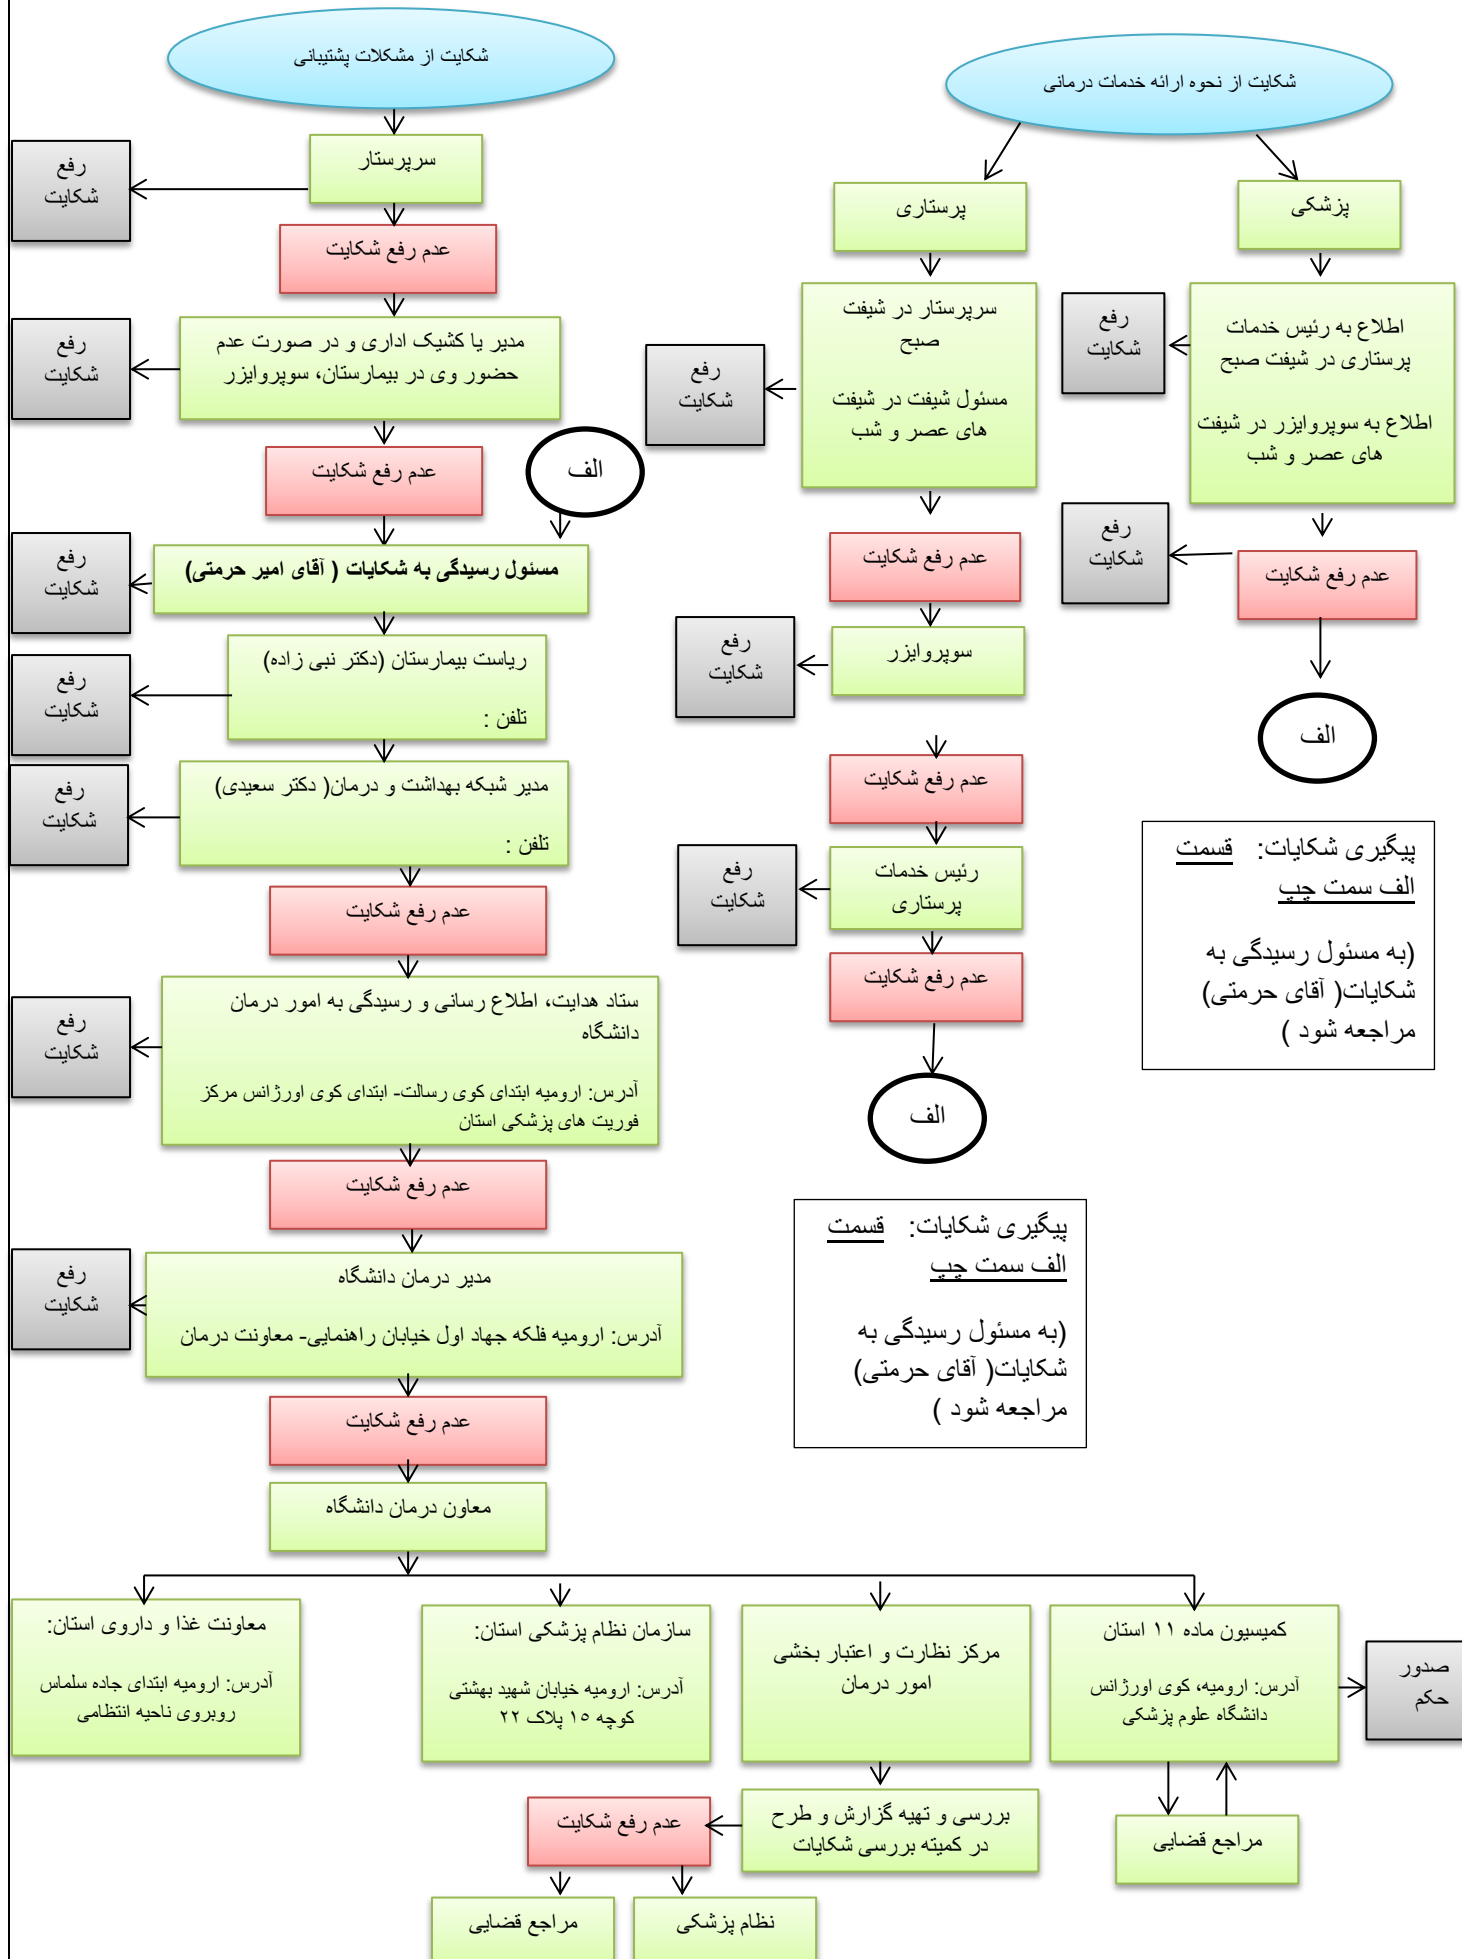 شکایت از مشکلات پشتیبانی
سرپرستار
رفع
شکایت
عدم رفع شکایت
مدیر یا کشیک اداری و در صورت عدم
حضور وی در بیمارستان، سوپروایزر
رفع
شکایت
عدم رفع شکایت
الف
مسئول رسیدگی به شکایات ( آقای امیر حرمتی)
رفع
شکایت
ریاست بیمارستان (دکتر نبی زاده)
تلفن :
رفع
شکایت
مدیر شبکه بهداشت و درمان( دکتر سعیدی)
تلفن :
رفع
شکایت
عدم رفع شکایت
ستاد هدایت، اطلاع رسانی و رسیدگی به امور درمان
دانشگاه
آدرس: ارومیه ابتدای کوی رسالت- ابتدای کوی اورژانس مرکز
فوریت های پزشکی استان
رفع
شکایت
عدم رفع شکایت
مدیر درمان دانشگاه
آدرس: ارومیه فلکه جهاد اول خیابان راهنمایی- معاونت درمان
رفع
شکایت
عدم رفع شکایت
معاون درمان دانشگاه
شکایت از نحوه ارائه خدمات درمانی
پزشکی
اطلاع به رئیس خدمات
پرستاری در شیفت صبح
اطلاع به سوپروایزر در شیفت
های عصر و شب
رفع
شکایت
عدم رفع شکایت
رفع
شکایت
الف
پیگیری شکایات: قسمت
الف سمت چپ
(به مسئول رسیدگی به
شکایات( آقای حرمتی)
مراجعه شود )
پرستاری
سرپرستار در شیفت
صبح
مسئول شیفت در شیفت
های عصر و شب
رفع
شکایت
عدم رفع شکایت
سوپروایزر
رفع
شکایت
عدم رفع شکایت
رئیس خدمات
پرستاری
رفع
شکایت
عدم رفع شکایت
الف
پیگیری شکایات: قسمت
الف سمت چپ
(به مسئول رسیدگی به
شکایات( آقای حرمتی)
مراجعه شود )
کمیسیون ماده ۱۱ استان
آدرس: ارومیه، کوی اورژانس
دانشگاه علوم پزشکی
صدور
حکم
مراجع قضایی
مرکز نظارت و اعتبار بخشی
امور درمان
بررسی و تهیه گزارش و طرح
در کمیته بررسی شکایات
عدم رفع شکایت
نظام پزشکی
مراجع قضایی
سازمان نظام پزشکی استان:
آدرس: ارومیه خیابان شهید بهشتی
کوچه ۱۵ پلاک ۲۲
معاونت غذا و داروی استان:
آدرس: ارومیه ابتدای جاده سلماس
روبروی ناحیه انتظامی